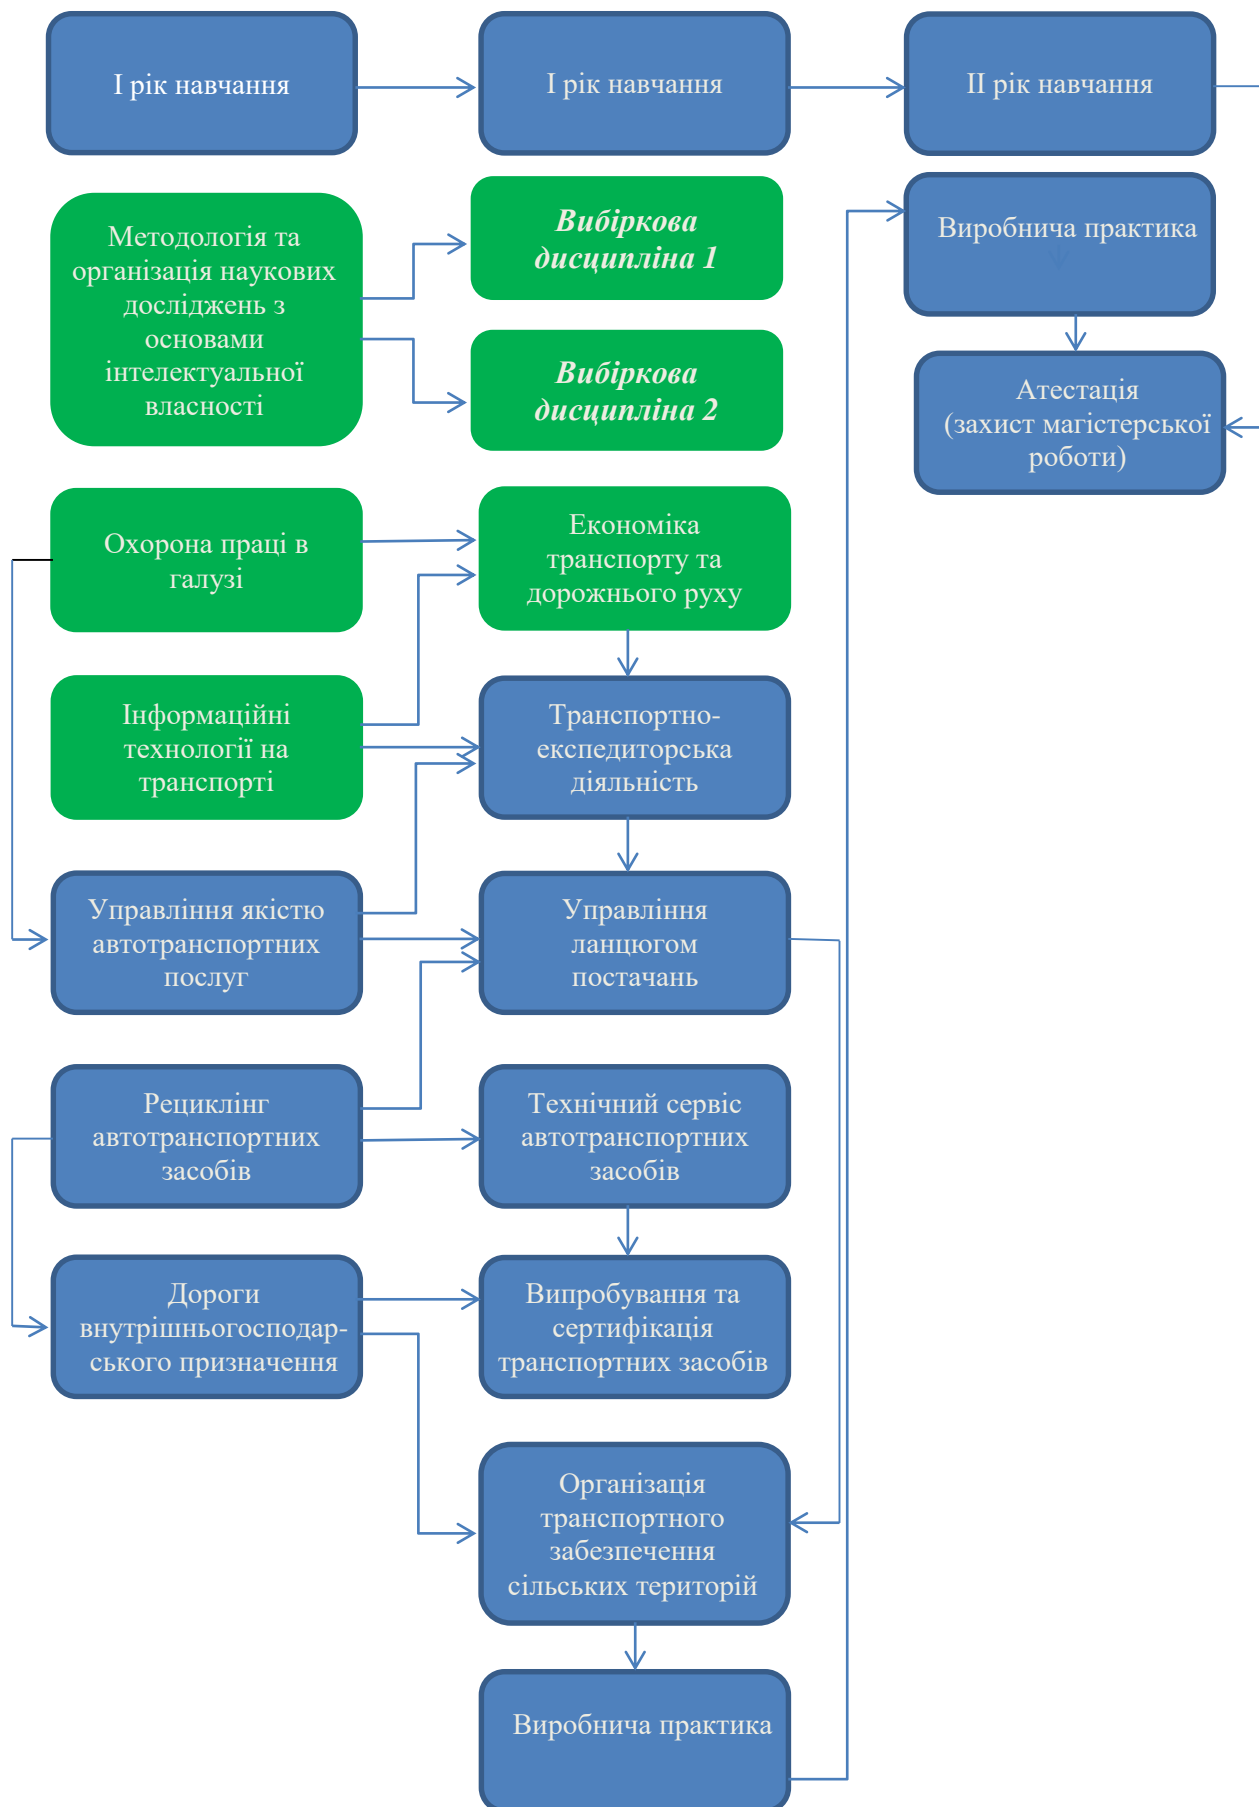 І рік навчання
І рік навчання
ІІ рік навчання
Методологія та
організація наукових
досліджень з
основами
інтелектуальної
власності
Вибіркова
дисципліна 1
Вибіркова
дисципліна 2
Виробнича практика
Атестація
(захист магістерської
роботи)
Охорона праці в
галузі
Економіка
транспорту та
дорожнього руху
Інформаційні
технології на
транспорті
Транспортно-
експедиторська
діяльність
Управління якістю
автотранспортних
послуг
Управління
ланцюгом
постачань
Рециклінг
автотранспортних
засобів
Технічний сервіс
автотранспортних
засобів
Дороги
внутрішньогосподар-
ського призначення
Випробування та
сертифікація
транспортних засобів
Організація
транспортного
забезпечення
сільських територій
Виробнича практика